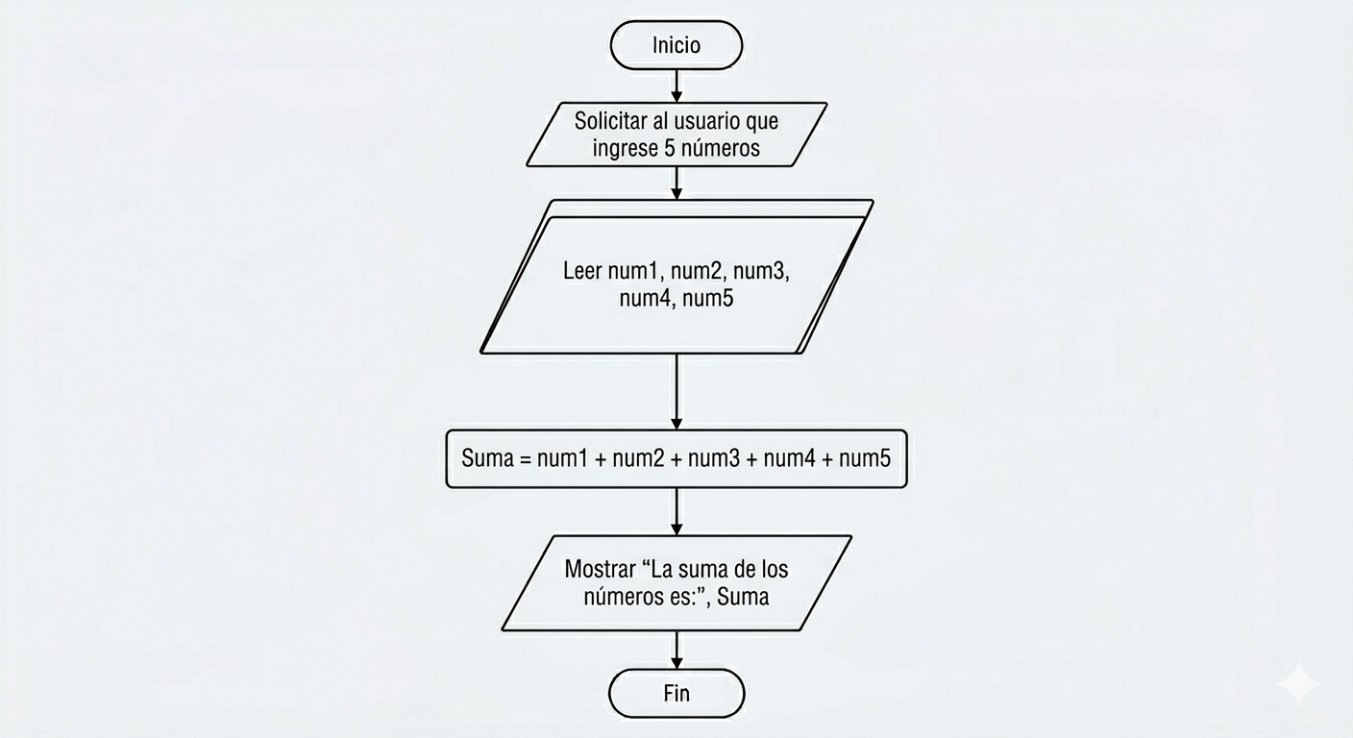 Inicio
Solicitar al usuario que
ingrese 5 números
Leer num1, num2, num3,
num4, num5
Suma = num1 + num2 + num3 + num4 + num5
Mostrar “La suma de los
números es:”, Suma
Fin